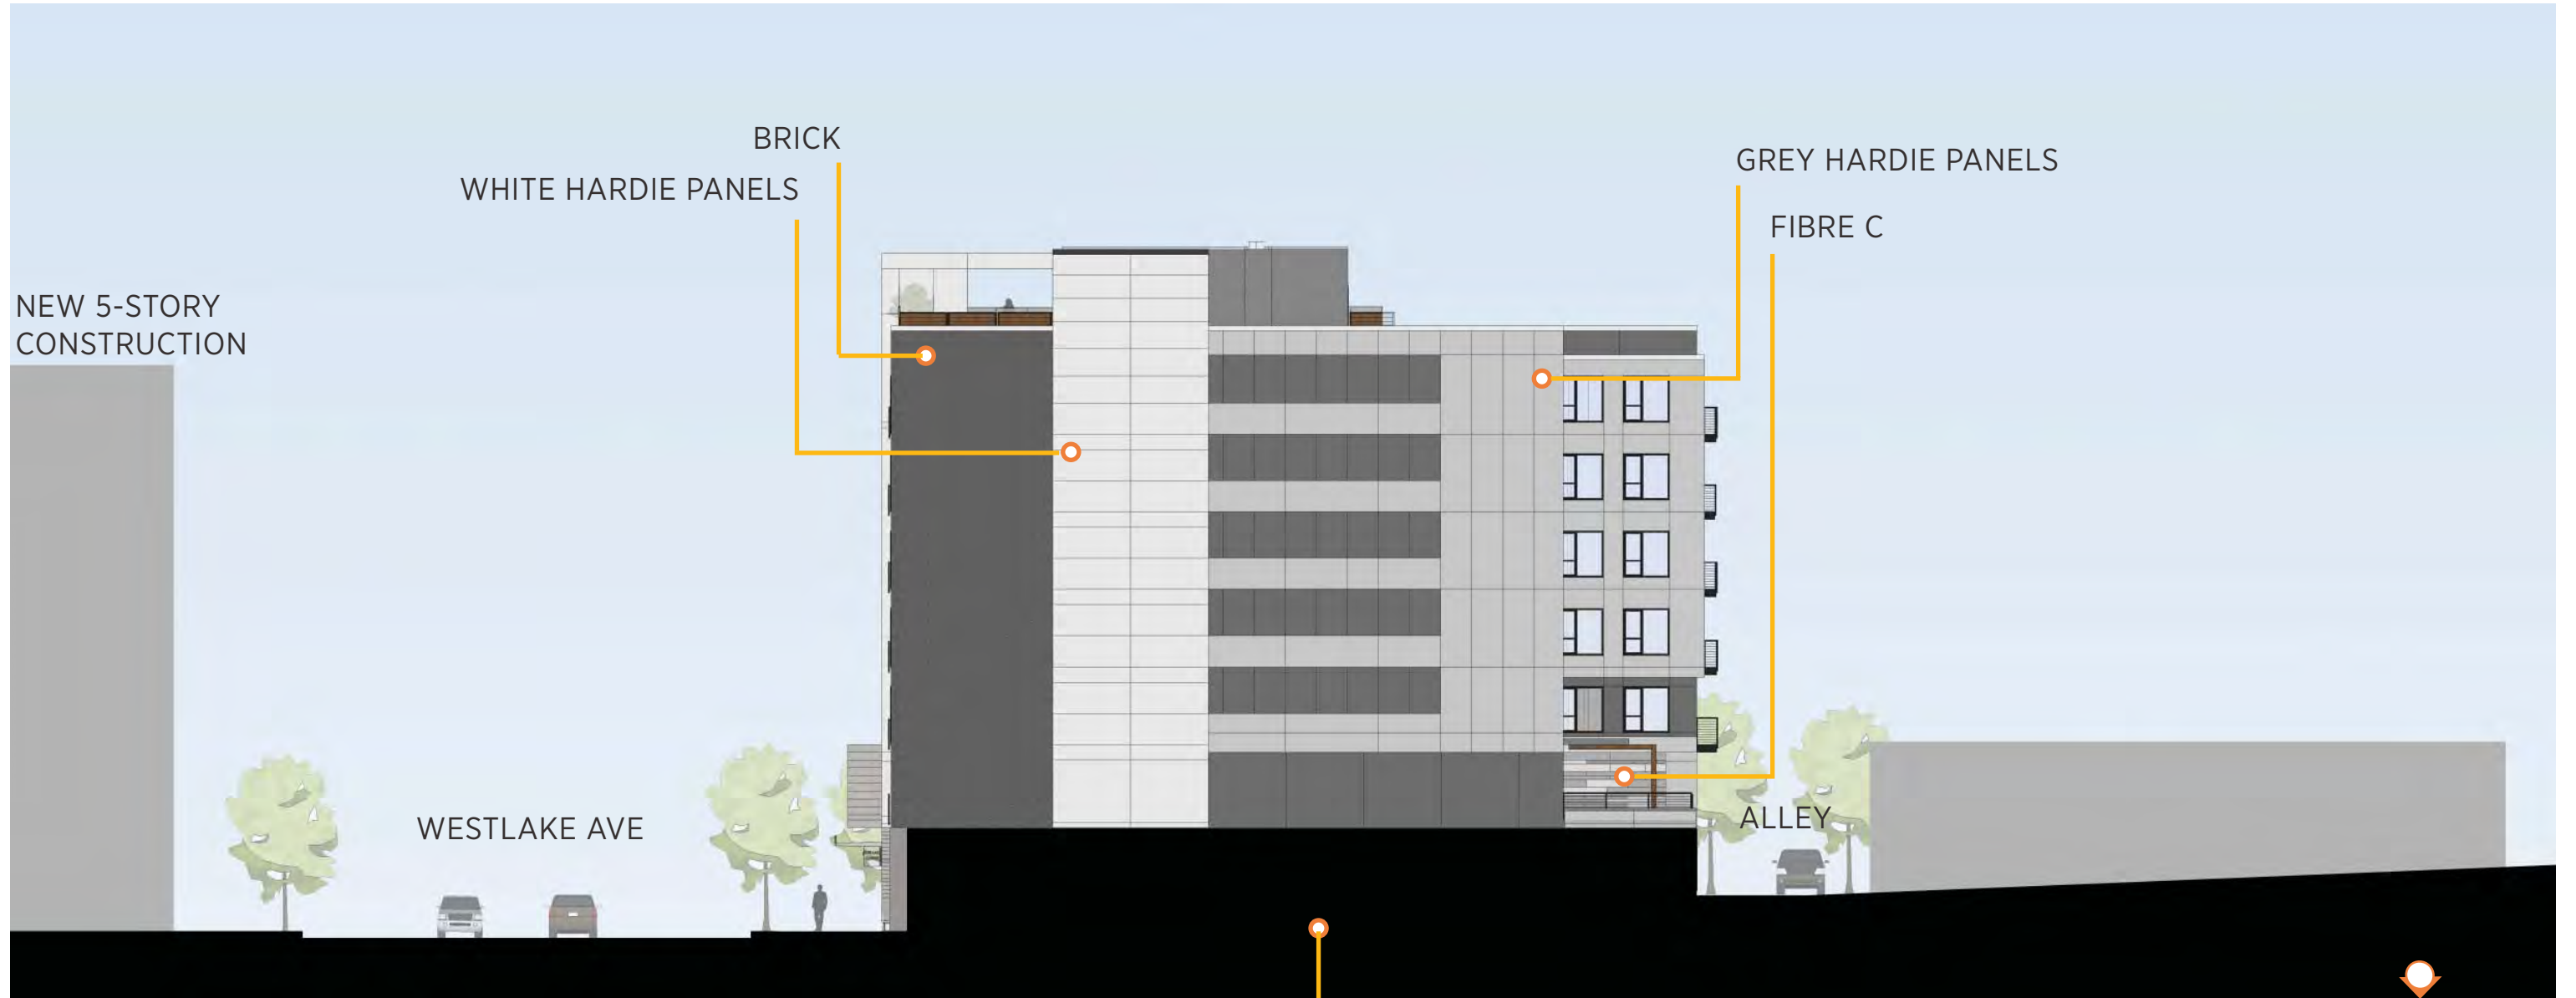 BRICK
WHITE HARDIE PANELS
GREY HARDIE PANELS
FIBRE C
NEW 5-STORY
CONSTRUCTION
WESTLAKE AVE
ALLEY